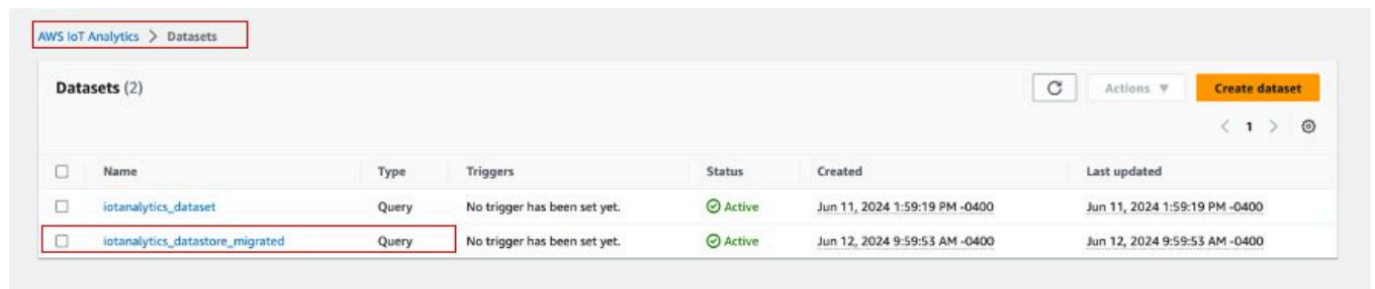 AWS IoT Analytics > Datasets
Datasets (2)
Actions ▼
Create dataset
< 1 >
Name Type Triggers Status Created Last updated
iotanalytics_dataset Query No trigger has been set yet. Active Jun 11, 2024 1:59:19 PM -0400 Jun 11, 2024 1:59:19 PM -0400
iotanalytics_datastore_migrated Query No trigger has been set yet. Active Jun 12, 2024 9:59:53 AM -0400 Jun 12, 2024 9:59:53 AM -0400